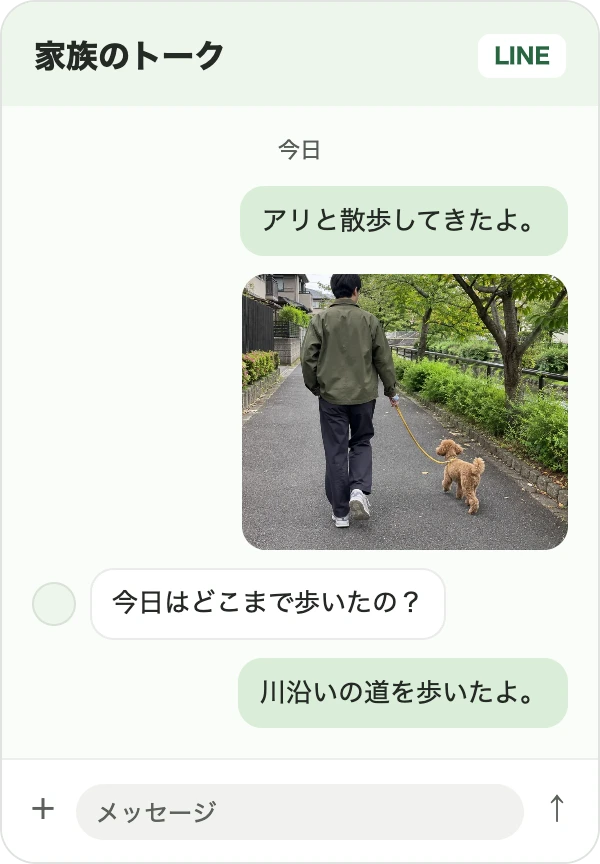 家族のトーク
LINE
今日
アリと散歩してきたよ。
今日はどこまで歩いたの？
川沿いの道を歩いたよ。
+
メッセージ
↑